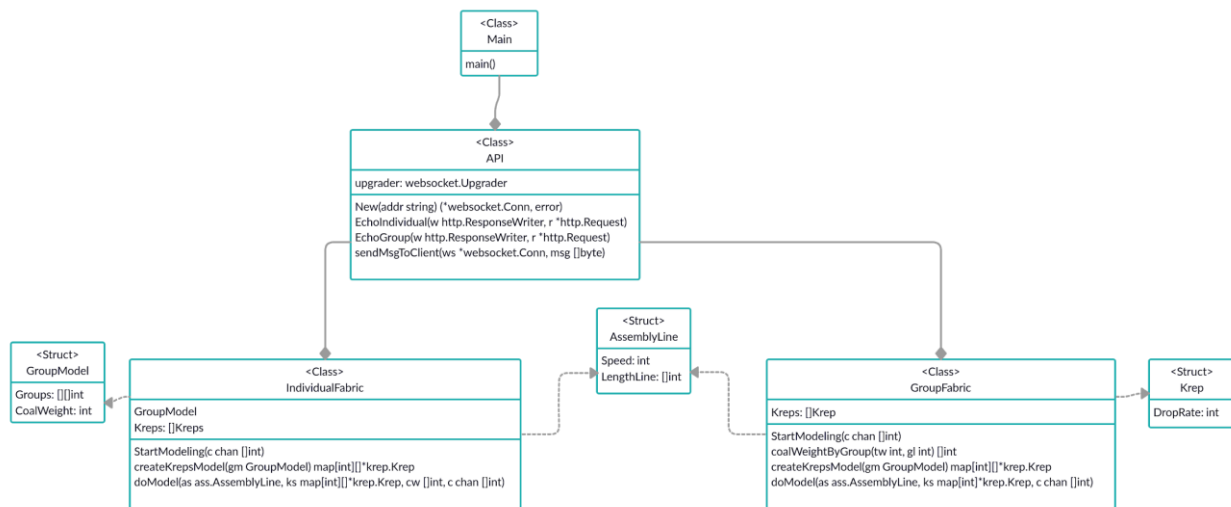 <Class>
Main
main()
<Class>
API
upgrader: websocket.Upgrader
New(addr string) (*websocket.Conn, error)
EchoIndividual(w http.ResponseWriter, r *http.Request)
EchoGroup(w http.ResponseWriter, r *http.Request)
sendMsgToClient(ws *websocket.Conn, msg []byte)
<Struct>
GroupModel
Groups: [][]int
CoalWeight: int
<Class>
IndividualFabric
GroupModel
Kreps: []Kreps
StartModeling(c chan []int)
createKrepsModel(gm GroupModel) map[int][]*krep.Krep
doModel(as ass.AssemblyLine, ks map[int][]*krep.Krep, cw []int, c chan []int)
<Struct>
AssemblyLine
Speed: int
LengthLine: []int
<Class>
GroupFabric
Kreps: []Krep
StartModeling(c chan []int)
coalWeightByGroup(tw int, gl int) []int
createKrepsModel(gm GroupModel) map[int][]*krep.Krep
doModel(as ass.AssemblyLine, ks map[int]*krep.Krep, c chan []int)
<Struct>
Krep
DropRate: int